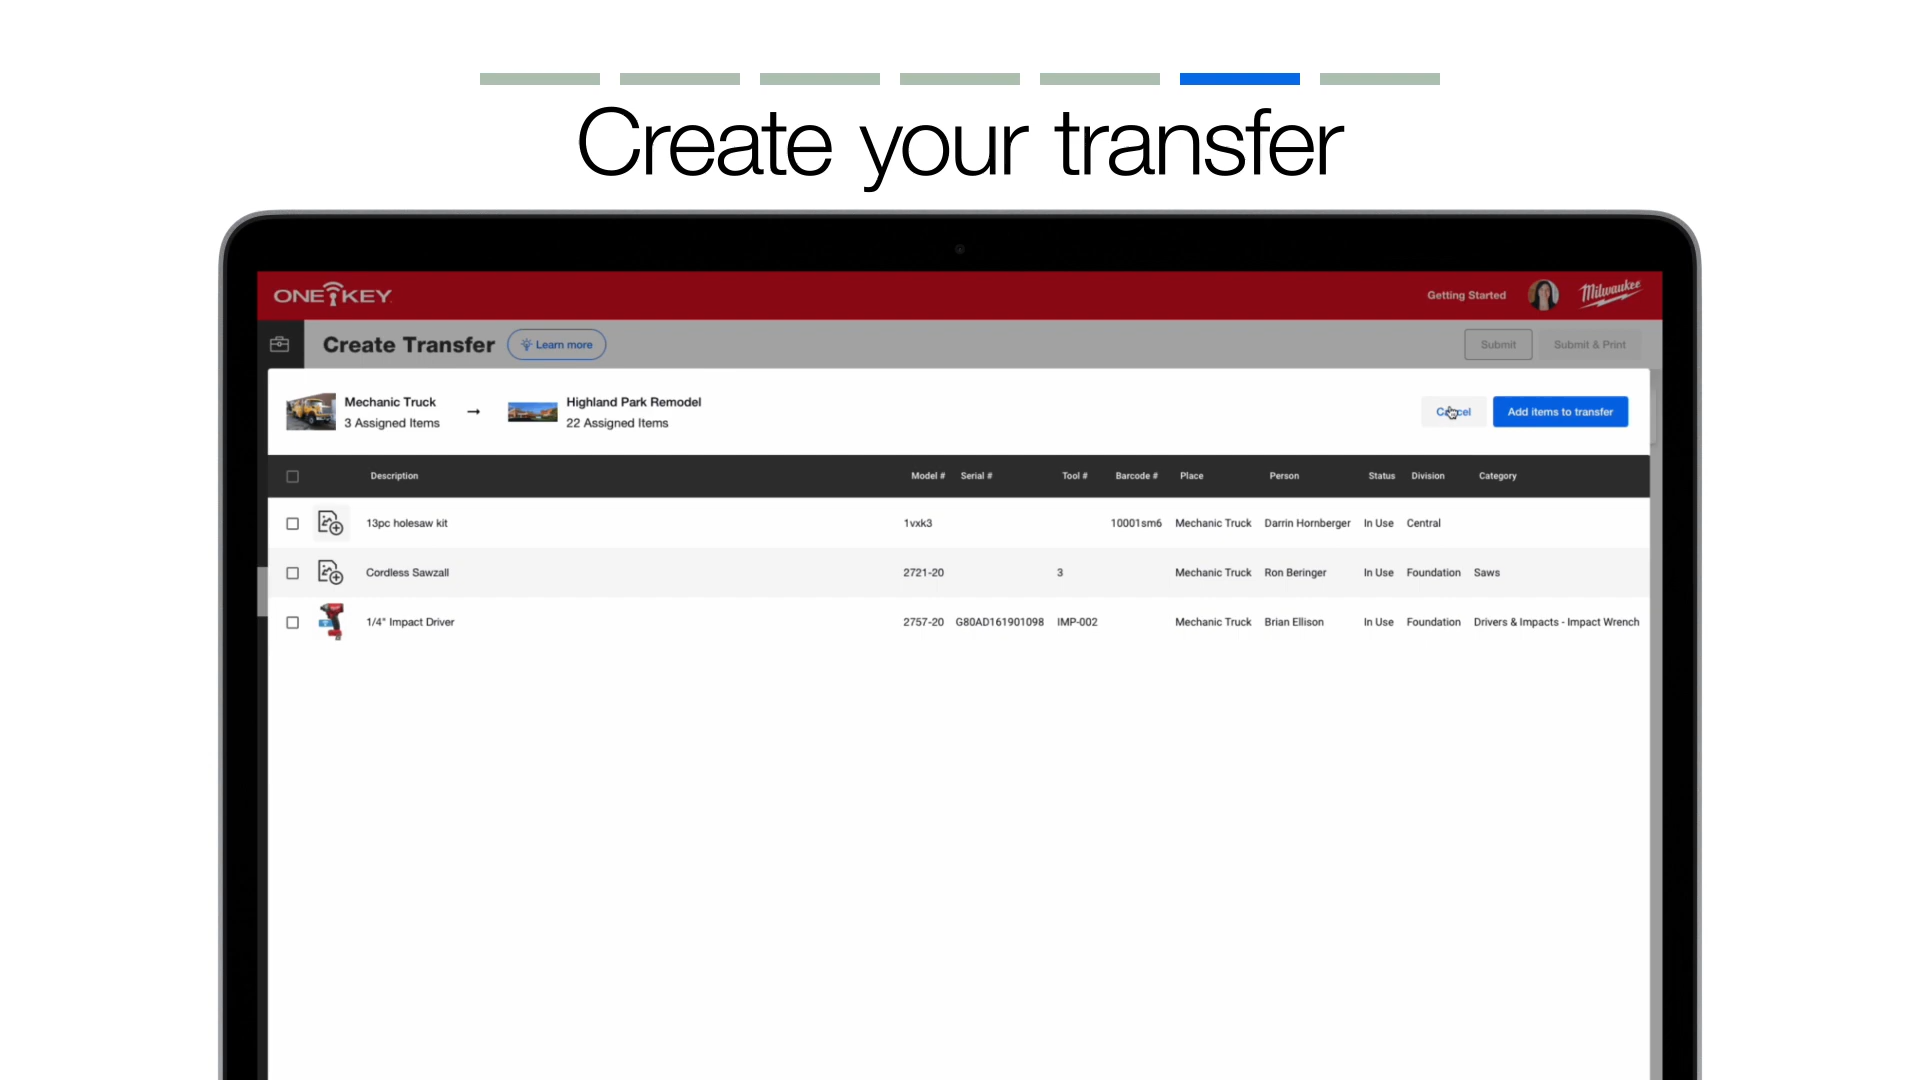 Create your transfer
ONE KEY
Getting Started
Milwaukee
Create Transfer
Learn more
Submit
Submit & Print
Mechanic Truck
3 Assigned Items
Highland Park Remodel
22 Assigned Items
Cancel
Add items to transfer
Description Model # Serial # Tool # Barcode # Place Person Status Division Category
13pc holesaw kit 1vxk3 10001sm6 Mechanic Truck Darrin Hornberger In Use Central
Cordless Sawzall 2721-20 3 Mechanic Truck Ron Beringer In Use Foundation Saws
1/4" Impact Driver 2757-20 G80AD161901098 IMP-002 Mechanic Truck Brian Ellison In Use Foundation Drivers & Impacts - Impact Wrench